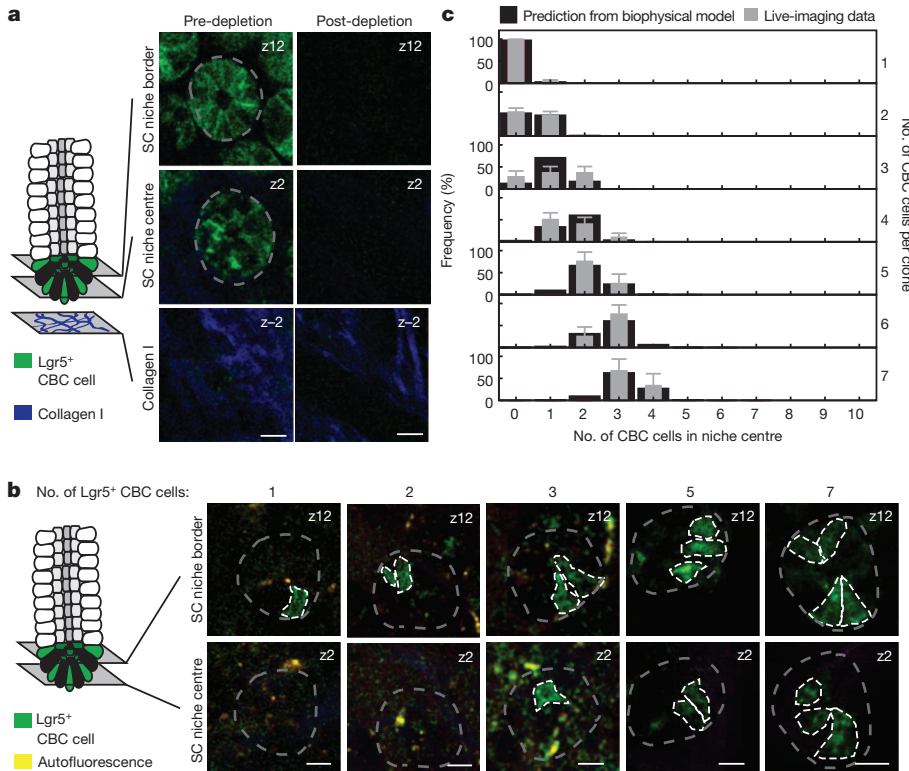 a
Pre-depletion
Post-depletion
SC niche border
z12
z12
SC niche centre
z2
z2
Collagen I
z–2
z–2
Lgr5+
CBC cell
Collagen I
c
Prediction from biophysical model
Live-imaging data
Frequency (%)
100
50
0
100
50
0
100
50
0
100
50
0
1
2
3
4
5
6
7
No. of CBC cells per clone
0 1 2 3 4 5 6 7 8 9 10
No. of CBC cells in niche centre
b
No. of Lgr5+ CBC cells:
1
2
3
5
7
SC niche border
z12
z12
z12
z12
z12
SC niche centre
z2
z2
z2
z2
z2
Lgr5+
CBC cell
Autofluorescence